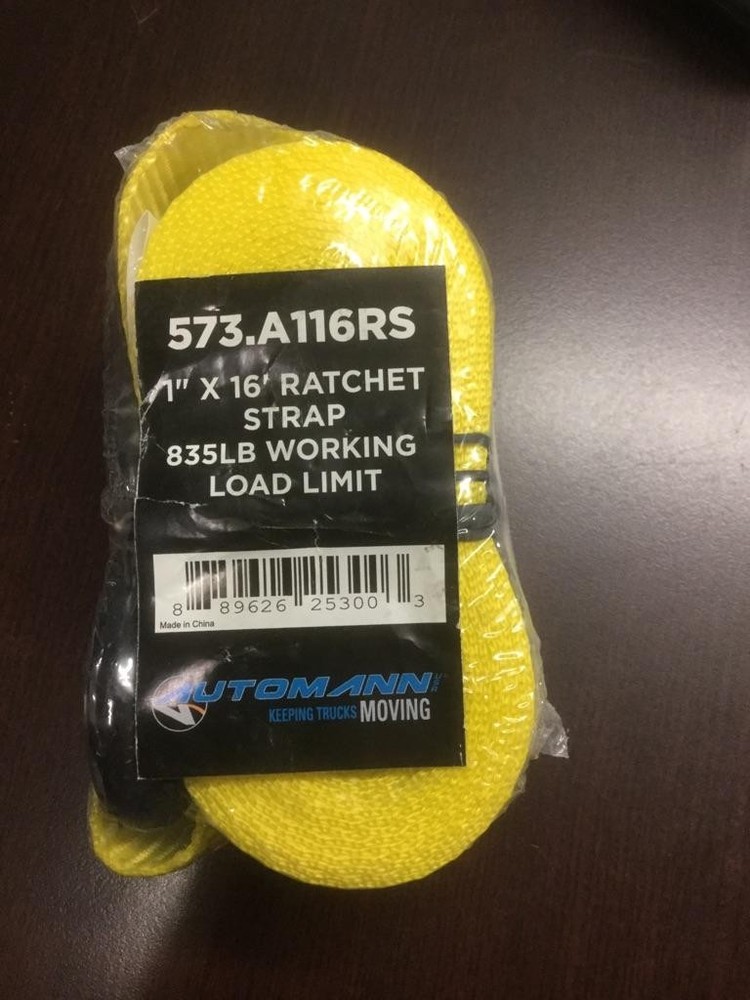 573.A116RS
1" X 16' RATCHET
STRAP
835LB WORKING
LOAD LIMIT
8 89626 25300 3
Made in China
AUTOMANN
KEEPING TRUCKS MOVING